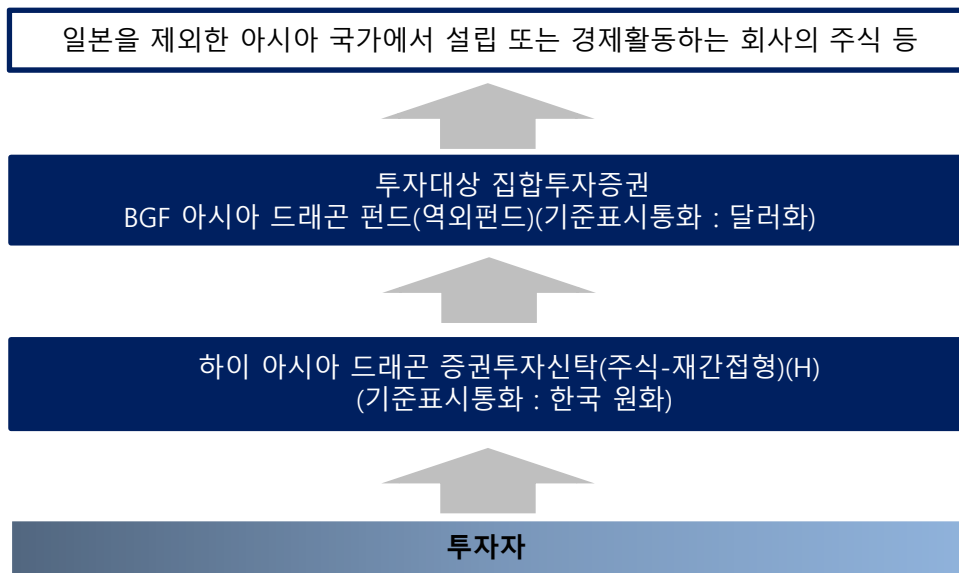 일본을 제외한 아시아 국가에서 설립 또는 경제활동하는 회사의 주식 등
투자대상 집합투자증권
BGF 아시아 드래곤 펀드(역외펀드)(기준표시통화 : 달러화)
하이 아시아 드래곤 증권투자신탁(주식-재간접형)(H)
(기준표시통화 : 한국 원화)
투자자